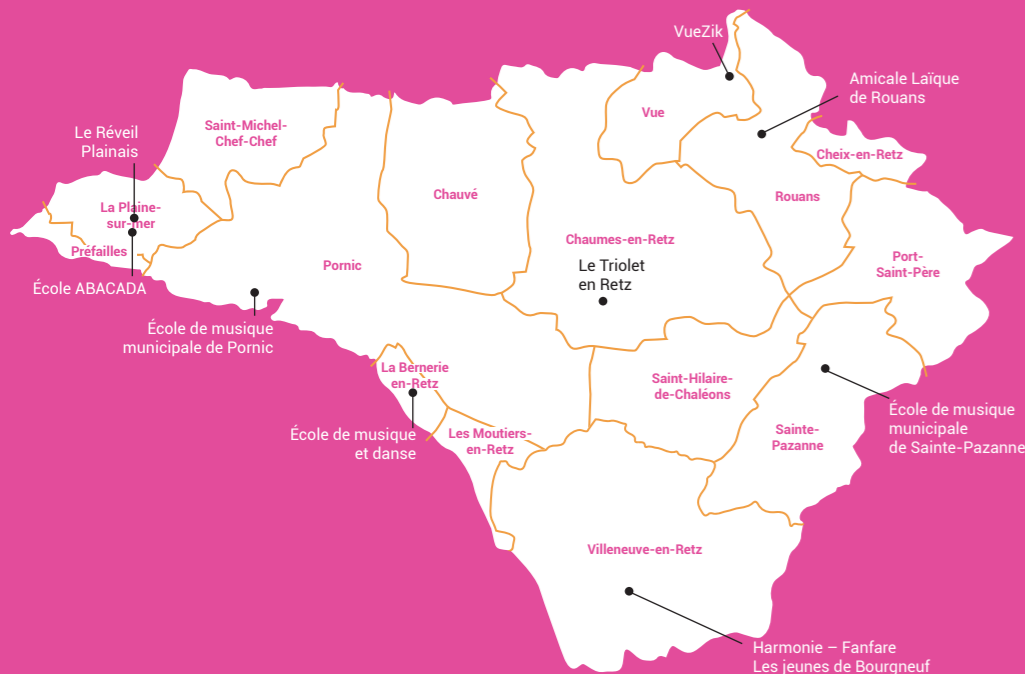 VueZik
Amicale Laïque
de Rouans
Vue
Saint-Michel-
Chef-Chef
Le Réveil
Plainais
Cheix-en-Retz
Chauvé
Rouans
La Plaine-
sur-mer
Chaumes-en-Retz
Préfailles
Pornic
Le Triolet
en Retz
Port-
Saint-Père
École ABACADA
École de musique
municipale de Pornic
La Bernerie
en-Retz
Saint-Hilaire-
de-Chaléons
École de musique
municipale
de Sainte-Pazanne
École de musique
et danse
Les Moutiers-
en-Retz
Sainte-
Pazanne
Villeneuve-en-Retz
Harmonie – Fanfare
Les jeunes de Bourgneuf